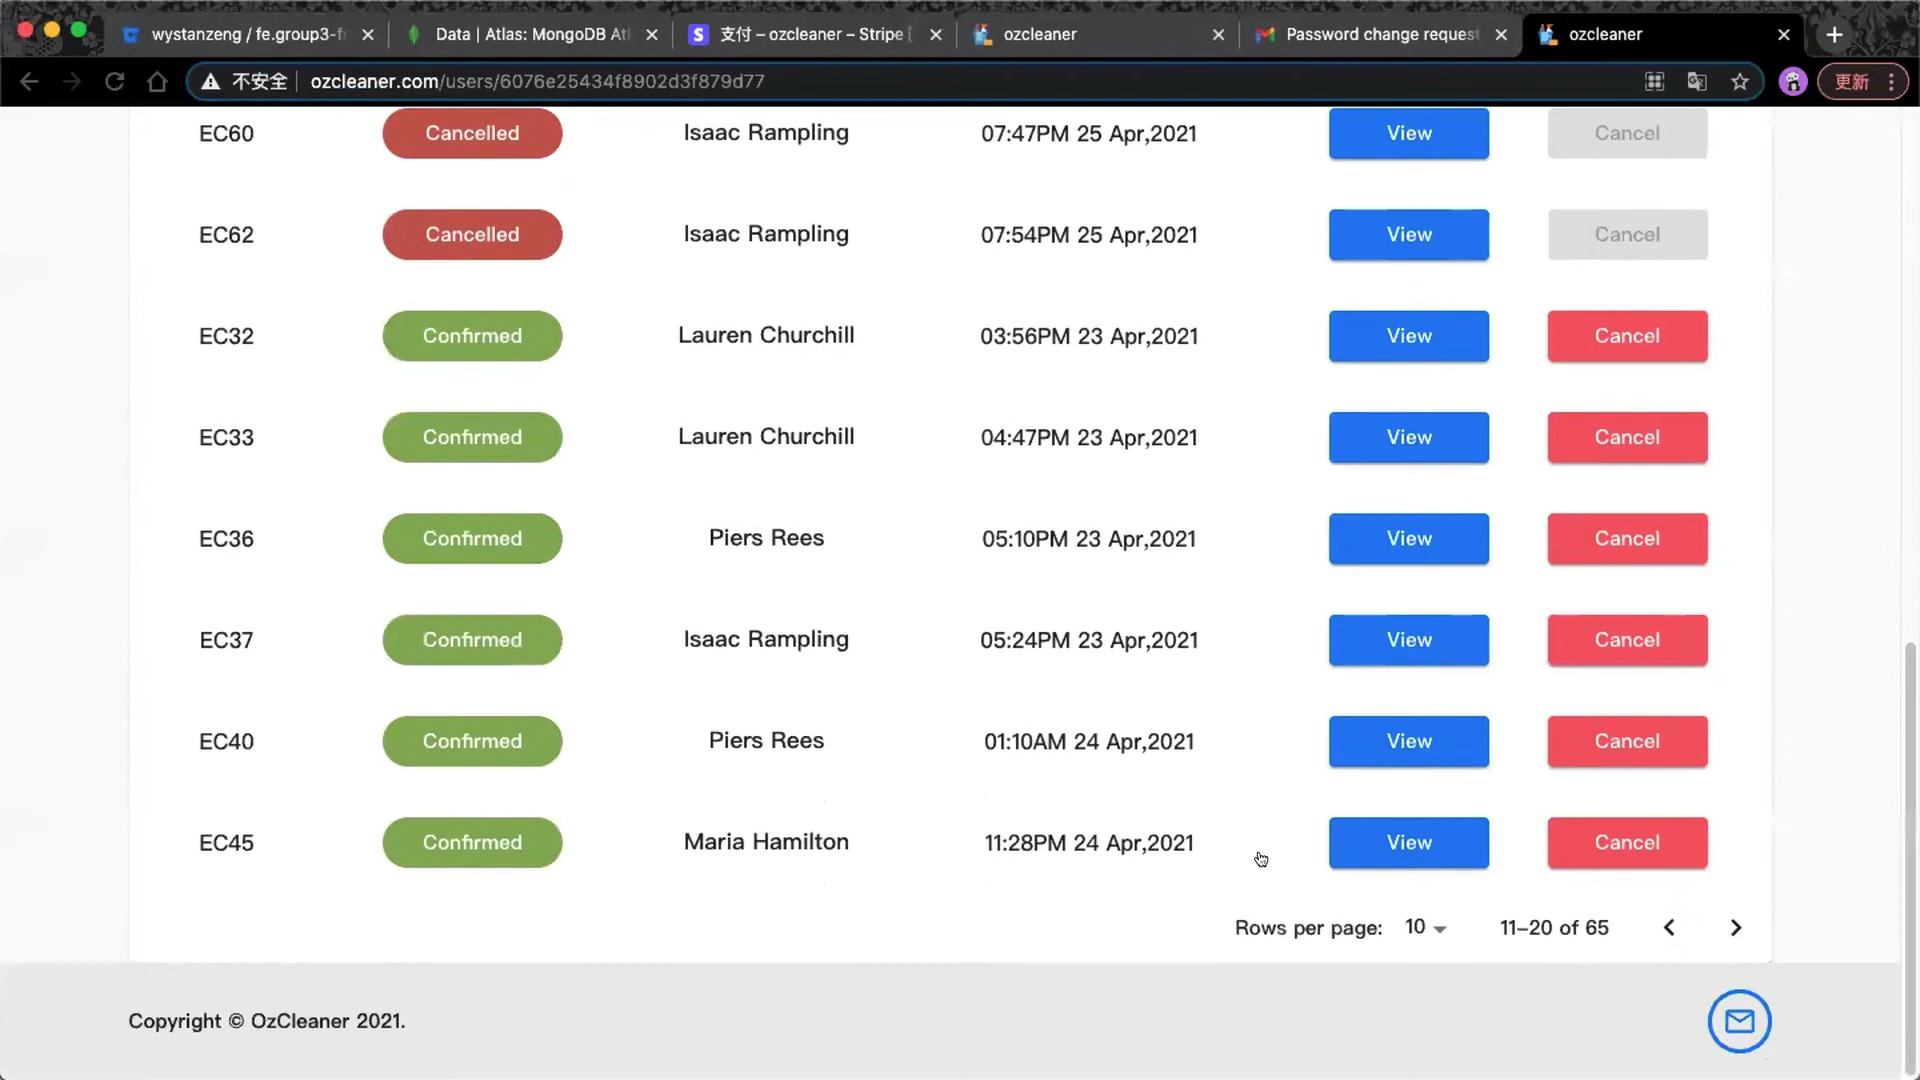 wystanzeng / fe.group3-f
Data | Atlas: MongoDB Atl
S 支付 – ozcleaner – Stripe [
ozcleaner
Password change request
ozcleaner
不安全 ozcleaner.com/users/6076e25434f8902d3f879d77 更新
EC60 Cancelled Isaac Rampling 07:47PM 25 Apr,2021 View Cancel
EC62 Cancelled Isaac Rampling 07:54PM 25 Apr,2021 View Cancel
EC32 Confirmed Lauren Churchill 03:56PM 23 Apr,2021 View Cancel
EC33 Confirmed Lauren Churchill 04:47PM 23 Apr,2021 View Cancel
EC36 Confirmed Piers Rees 05:10PM 23 Apr,2021 View Cancel
EC37 Confirmed Isaac Rampling 05:24PM 23 Apr,2021 View Cancel
EC40 Confirmed Piers Rees 01:10AM 24 Apr,2021 View Cancel
EC45 Confirmed Maria Hamilton 11:28PM 24 Apr,2021 View Cancel
Rows per page: 10 11–20 of 65
Copyright © OzCleaner 2021.